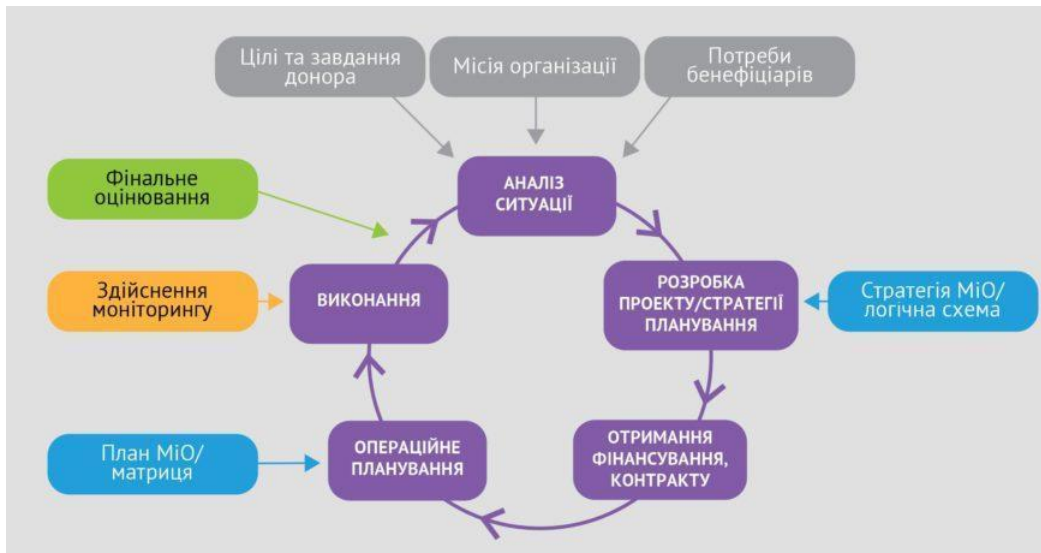 Цілі та завдання
донора
Місія організації
Потреби
бенефіціарів
Фінальне
оцінювання
АНАЛІЗ
СИТУАЦІЇ
Здійснення
моніторингу
ВИКОНАННЯ
РОЗРОБКА
ПРОЕКТУ/СТРАТЕГІЇ
ПЛАНУВАННЯ
Стратегія МіО/
логічна схема
План МіО/
матриця
ОПЕРАЦІЙНЕ
ПЛАНУВАННЯ
ОТРИМАННЯ
ФІНАНСУВАННЯ,
КОНТРАКТУ